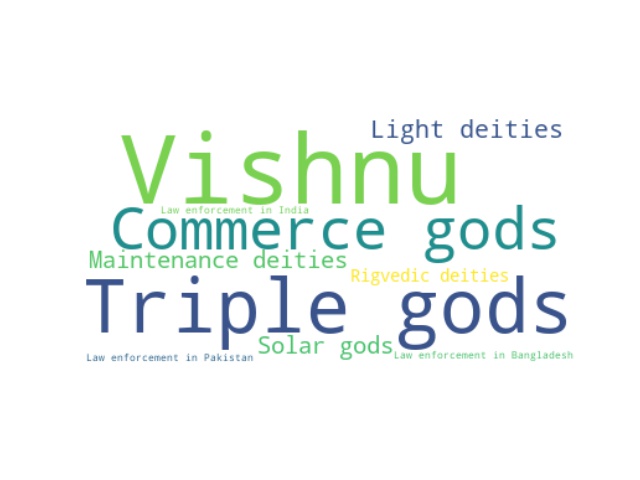 Light deities
Vishnu
Law enforcement in India
Commerce gods
Maintenance deities
Rigvedic deities
Triple gods
Solar gods
Law enforcement in Pakistan
Law enforcement in Bangladesh